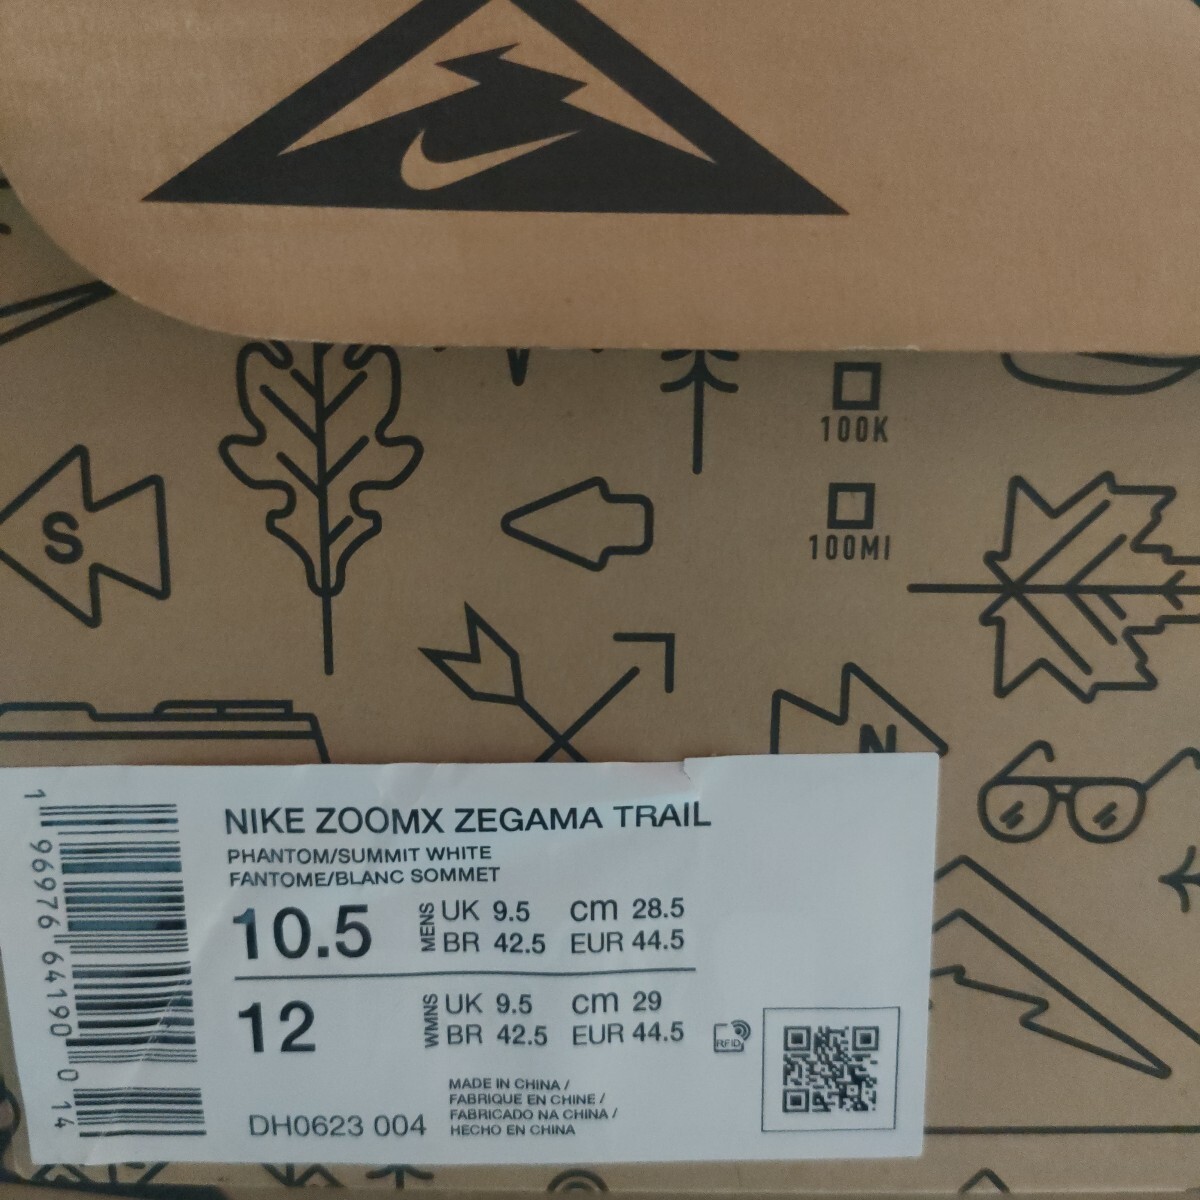 100K
100MI
S
N
NIKE ZOOMX ZEGAMA TRAIL
PHANTOM/SUMMIT WHITE
FANTOME/BLANC SOMMET
10.5 MENS UK 9.5 cm 28.5
BR 42.5 EUR 44.5
12 WMNS UK 9.5 cm 29
BR 42.5 EUR 44.5
RFID
MADE IN CHINA /
FABRIQUE EN CHINE /
FABRICADO NA CHINA /
HECHO EN CHINA
DH0623 004
1 96976 64190 0 14